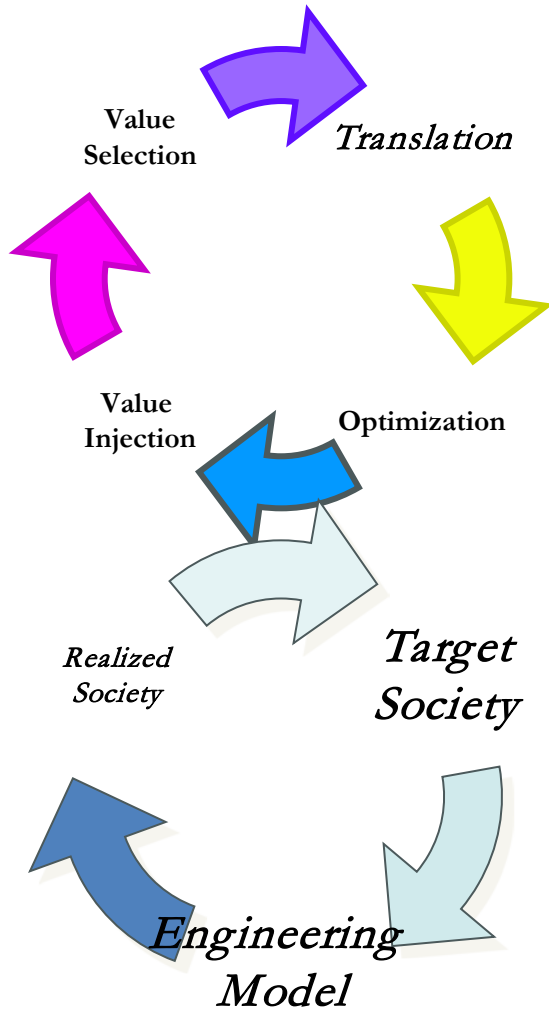 Value
Selection
Translation
Value
Injection
Optimization
Realized
Society
Target
Society
Engineering
Model